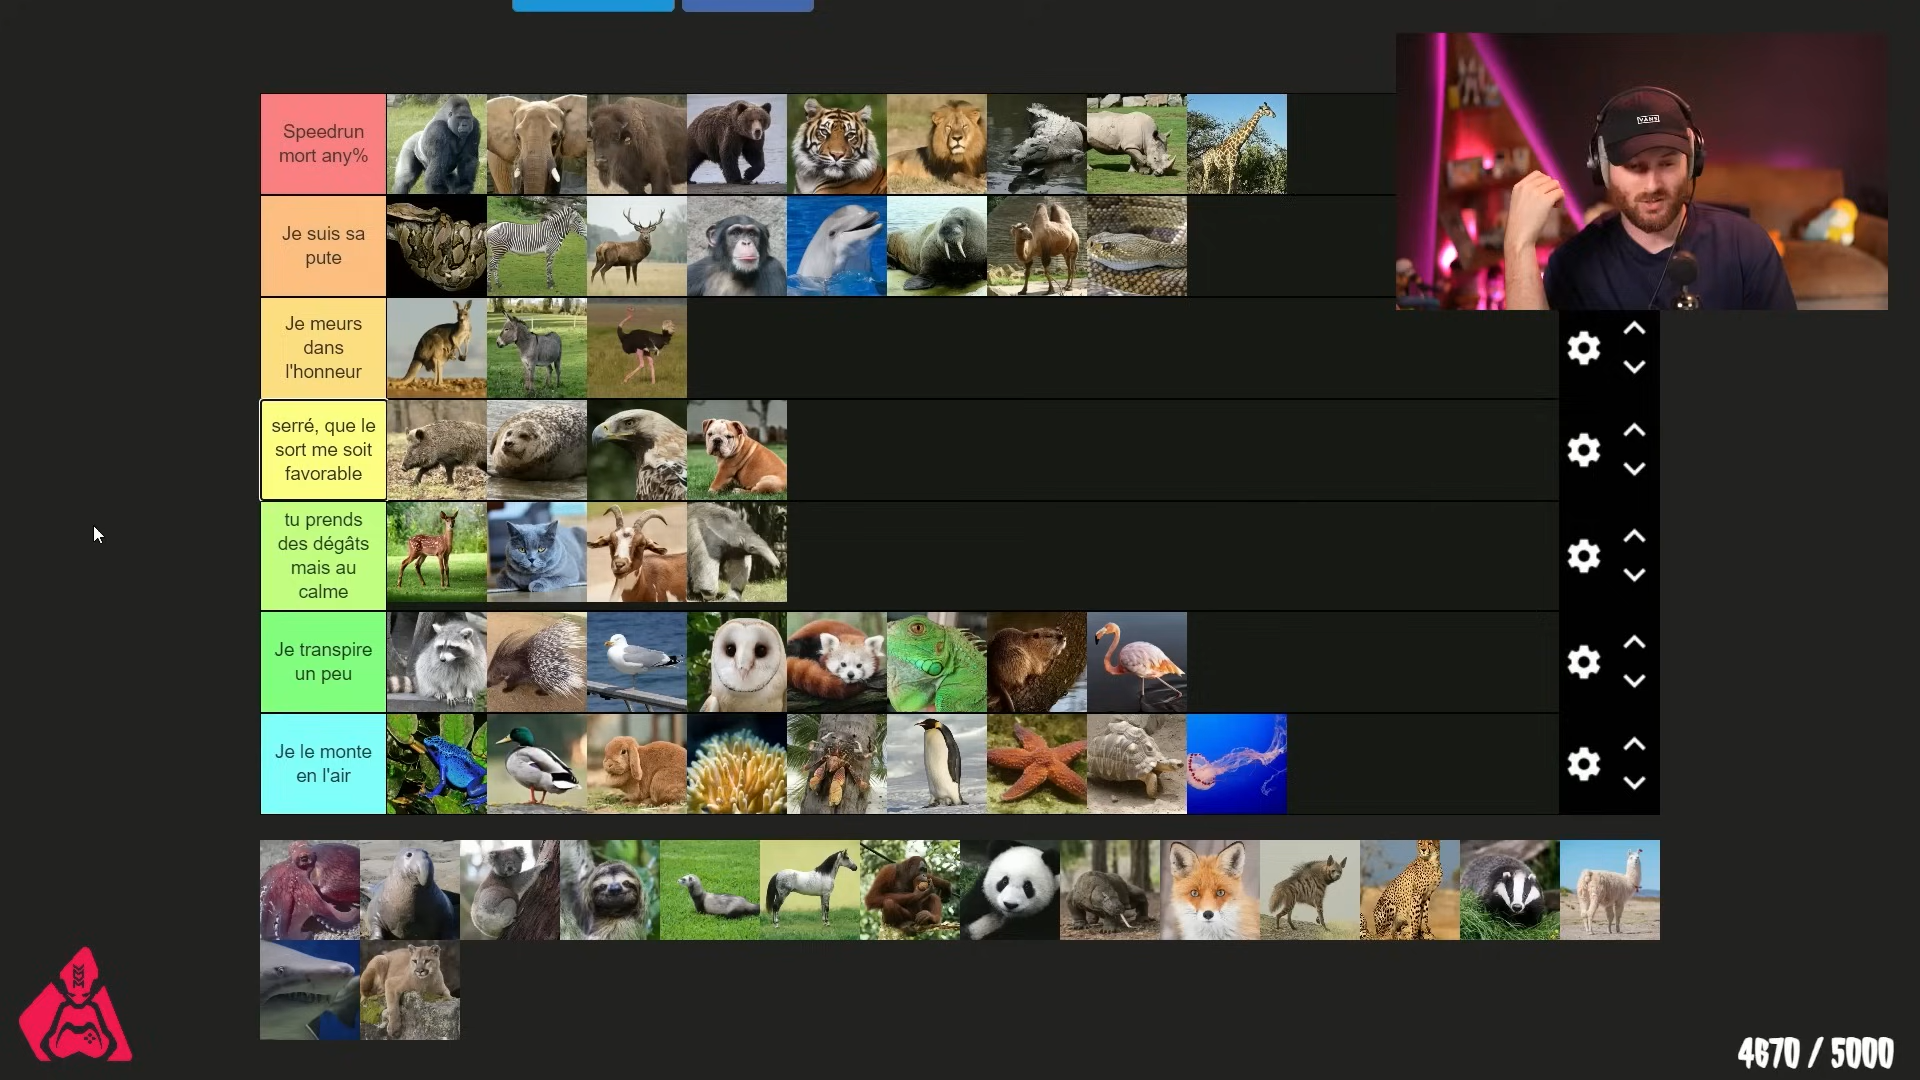 Speedrun
mort any%
VANS
Je suis sa
pute
Je meurs
dans
l'honneur
serré, que le
sort me soit
favorable
tu prends
des dégâts
mais au
calme
Je transpire
un peu
Je le monte
en l'air
4670 / 5000